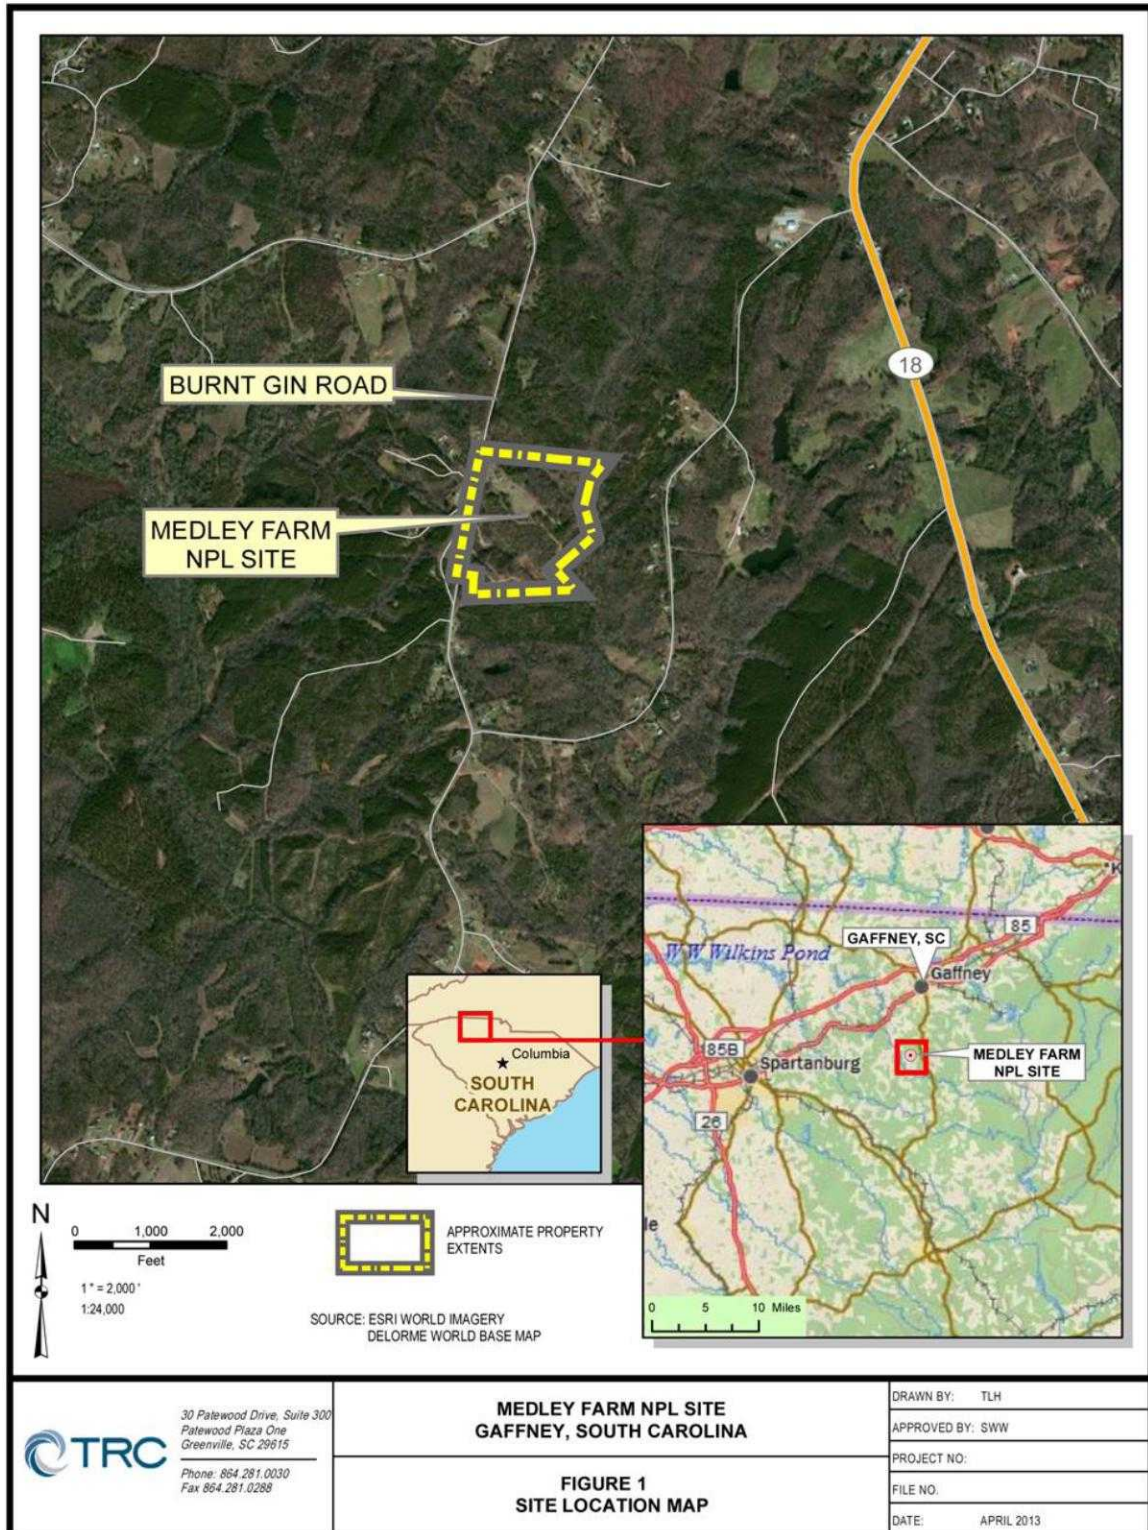 18
BURNT GIN ROAD
MEDLEY FARM
NPL SITE
85
GAFFNEY, SC
W W Wilkins Pond
Gaffney
85B
Spartanburg
MEDLEY FARM
NPL SITE
26
Columbia
SOUTH
CAROLINA
0 5 10 Miles
N
0 1,000 2,000
Feet
1 " = 2,000 '
1:24,000
APPROXIMATE PROPERTY
EXTENTS
SOURCE: ESRI WORLD IMAGERY
DELORME WORLD BASE MAP
TRC
30 Patewood Drive, Suite 300
Patewood Plaza One
Greenville, SC 29615
Phone: 864.281.0030
Fax 864.281.0288
MEDLEY FARM NPL SITE
GAFFNEY, SOUTH CAROLINA
FIGURE 1
SITE LOCATION MAP
DRAWN BY: TLH
APPROVED BY: SWW
PROJECT NO:
FILE NO.
DATE: APRIL 2013